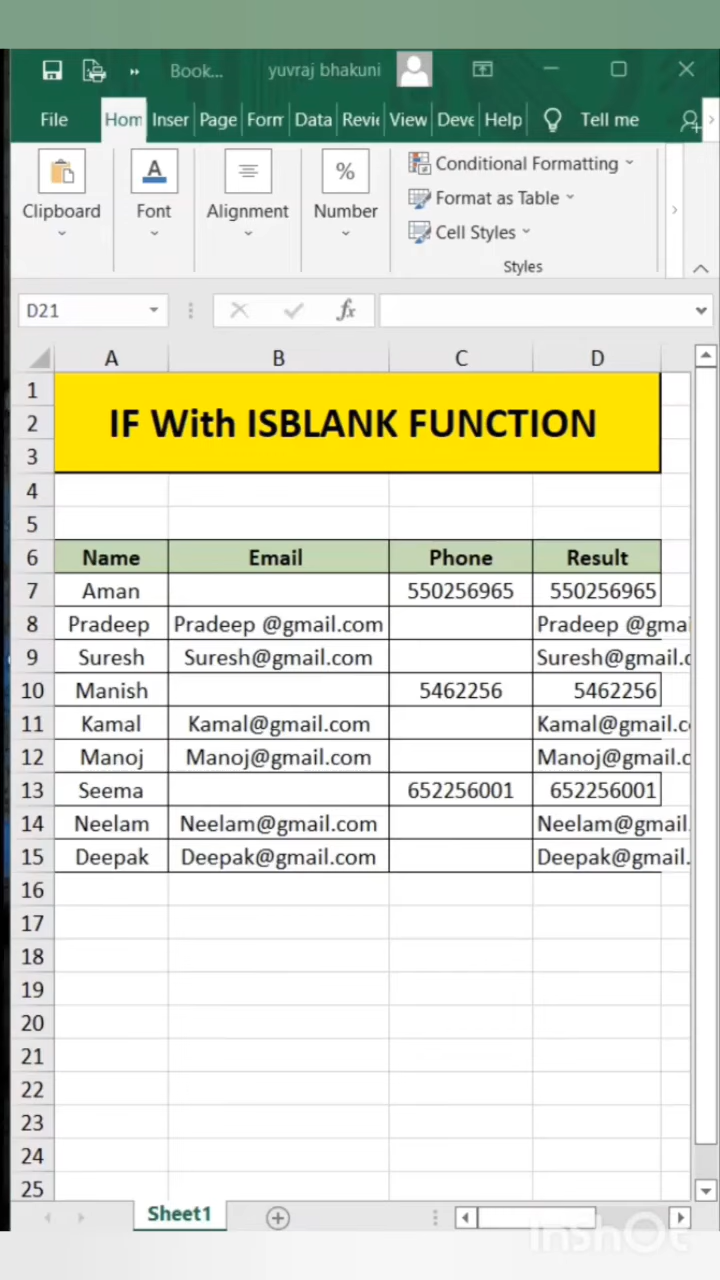 Book... yuvraj bhakuni
File Hom Inser Page Form Data Revie View Deve Help Tell me
Conditional Formatting
Format as Table
Cell Styles
Clipboard Font Alignment Number
Styles
D21 fx
A B C D
1
2 IF With ISBLANK FUNCTION
3
4
5
6 Name Email Phone Result
7 Aman 550256965 550256965
8 Pradeep Pradeep @gmail.com Pradeep @gmai
9 Suresh Suresh@gmail.com Suresh@gmail.c
10 Manish 5462256 5462256
11 Kamal Kamal@gmail.com Kamal@gmail.c
12 Manoj Manoj@gmail.com Manoj@gmail.c
13 Seema 652256001 652256001
14 Neelam Neelam@gmail.com Neelam@gmail.
15 Deepak Deepak@gmail.com Deepak@gmail.
16
17
18
19
20
21
22
23
24
25
Sheet1
InShOt